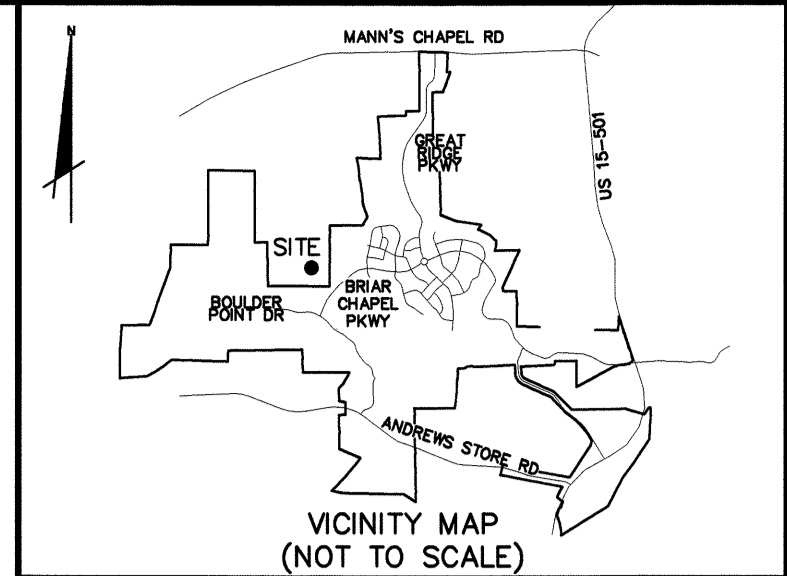 N
MANN'S CHAPEL RD
GREAT
RIDGE
PKWY
US 15-501
SITE
BOULDER
POINT DR
BRIAR
CHAPEL
PKWY
ANDREWS STORE RD
VICINITY MAP
(NOT TO SCALE)